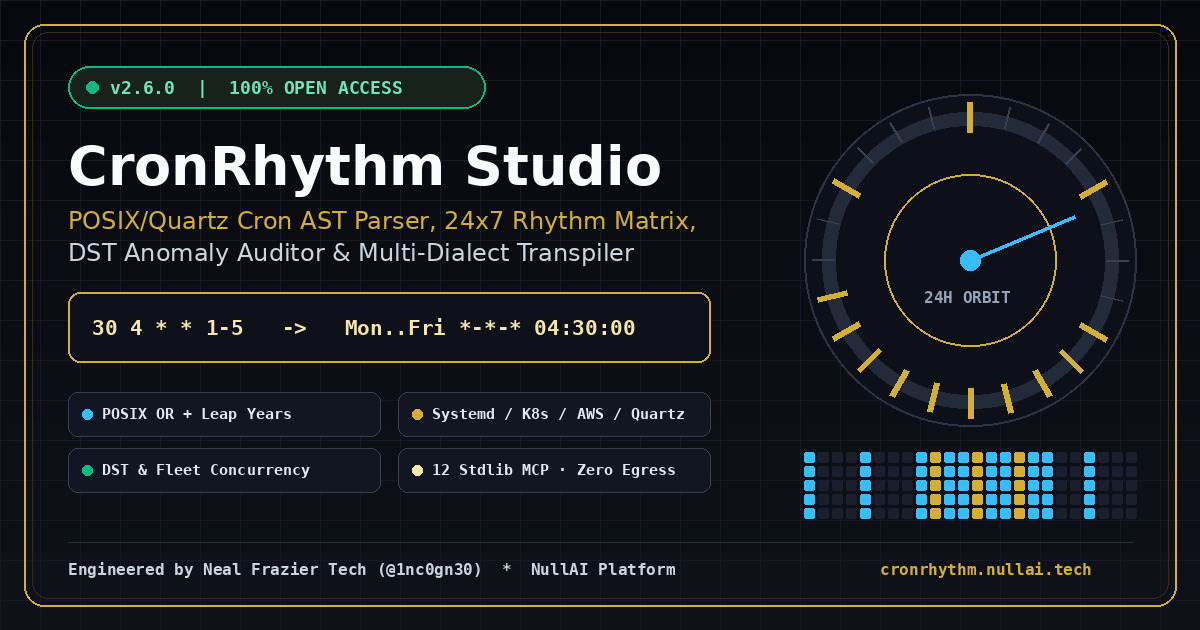 v2.6.0  |  100% OPEN ACCESS
CronRhythm Studio
POSIX/Quartz Cron AST Parser, 24x7 Rhythm Matrix,
DST Anomaly Auditor & Multi-Dialect Transpiler
30 4 * * 1-5   ->   Mon..Fri *-*-* 04:30:00
POSIX OR + Leap Years
Systemd / K8s / AWS / Quartz
DST & Fleet Concurrency
12 Stdlib MCP · Zero Egress
24H ORBIT
Engineered by Neal Frazier Tech (@1nc0gn30)  *  NullAI Platform
cronrhythm.nullai.tech